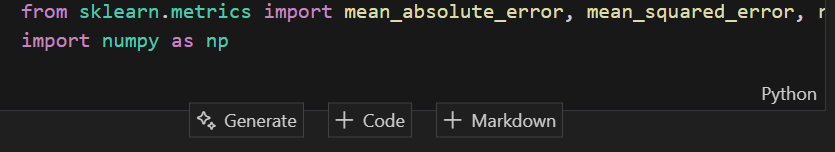 from sklearn.metrics import mean_absolute_error, mean_squared_error,
import numpy as np
Python
Generate
Code
Markdown